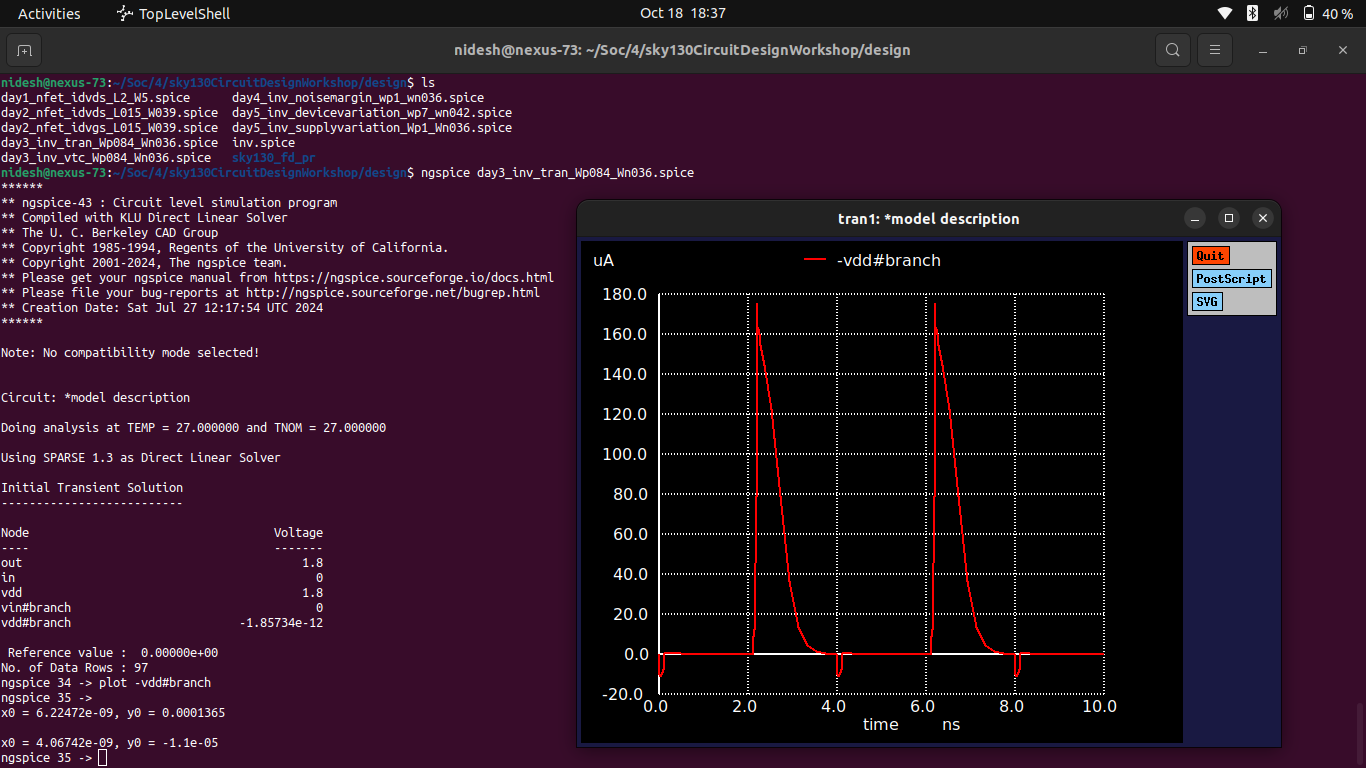 Activities TopLevelShell Oct 18 18:37 40 %
nidesh@nexus-73: ~/Soc/4/sky130CircuitDesignWorkshop/design
nidesh@nexus-73:~/Soc/4/sky130CircuitDesignWorkshop/design$ ls
day1_nfet_idvds_L2_W5.spice day4_inv_noisemargin_wp1_wn036.spice
day2_nfet_idvds_L015_W039.spice day5_inv_devicevariation_wp7_wn042.spice
day2_nfet_idvgs_L015_W039.spice day5_inv_supplyvariation_Wp1_Wn036.spice
day3_inv_tran_Wp084_Wn036.spice inv.spice
day3_inv_vtc_Wp084_Wn036.spice sky130_fd_pr
nidesh@nexus-73:~/Soc/4/sky130CircuitDesignWorkshop/design$ ngspice day3_inv_tran_Wp084_Wn036.spice
******
** ngspice-43 : Circuit level simulation program
** Compiled with KLU Direct Linear Solver
** The U. C. Berkeley CAD Group
** Copyright 1985-1994, Regents of the University of California.
** Copyright 2001-2024, The ngspice team.
** Please get your ngspice manual from https://ngspice.sourceforge.io/docs.html
** Please file your bug-reports at http://ngspice.sourceforge.net/bugrep.html
** Creation Date: Sat Jul 27 12:17:54 UTC 2024
******
Note: No compatibility mode selected!
Circuit: *model description
Doing analysis at TEMP = 27.000000 and TNOM = 27.000000
Using SPARSE 1.3 as Direct Linear Solver
Initial Transient Solution
--------------------------
Node Voltage
---- -------
out 1.8
in 0
vdd 1.8
vin#branch 0
vdd#branch -1.85734e-12
Reference value : 0.00000e+00
No. of Data Rows : 97
ngspice 34 -> plot -vdd#branch
ngspice 35 ->
x0 = 6.22472e-09, y0 = 0.0001365
x0 = 4.06742e-09, y0 = -1.1e-05
ngspice 35 ->
tran1: *model description
uA -vdd#branch
Quit
PostScript
SVG
180.0
160.0
140.0
120.0
100.0
80.0
60.0
40.0
20.0
0.0
-20.0
0.0 2.0 4.0 6.0 8.0 10.0
time ns